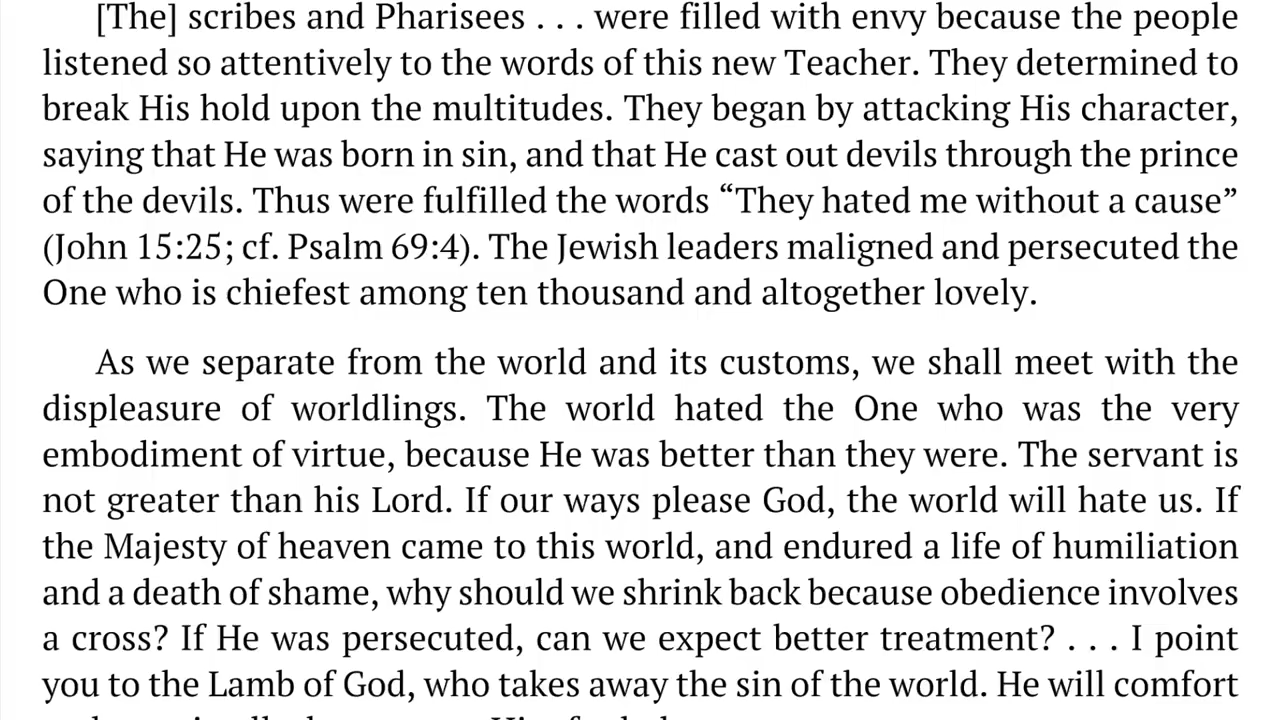 [The] scribes and Pharisees . . . were filled with envy because the people
listened so attentively to the words of this new Teacher. They determined to
break His hold upon the multitudes. They began by attacking His character,
saying that He was born in sin, and that He cast out devils through the prince
of the devils. Thus were fulfilled the words “They hated me without a cause”
(John 15:25; cf. Psalm 69:4). The Jewish leaders maligned and persecuted the
One who is chiefest among ten thousand and altogether lovely.
As we separate from the world and its customs, we shall meet with the
displeasure of worldlings. The world hated the One who was the very
embodiment of virtue, because He was better than they were. The servant is
not greater than his Lord. If our ways please God, the world will hate us. If
the Majesty of heaven came to this world, and endured a life of humiliation
and a death of shame, why should we shrink back because obedience involves
a cross? If He was persecuted, can we expect better treatment? . . . I point
you to the Lamb of God, who takes away the sin of the world. He will comfort